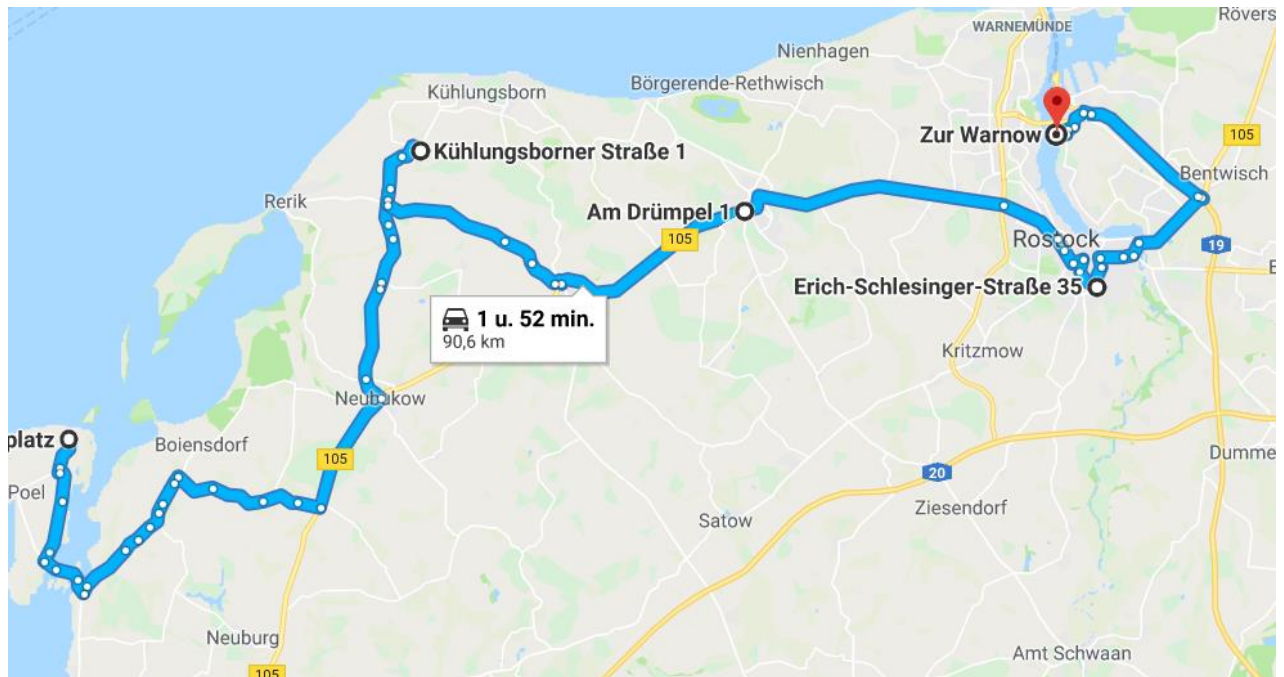 Rövers
WARNEMÜNDE
Nienhagen
Kühlungsborn
Börgerende-Rethwisch
Zur Warnow
105
Kühlungsborner Straße 1
Bentwisch
Rerik
Am Drümpel 1
105
Rostock
19
Erich-Schlesinger-Straße 35
1 u. 52 min.
90,6 km
Kritzmow
Neubukow
platz
Boiensdorf
105
Dumme
20
Poel
Ziesendorf
Satow
Neuburg
Amt Schwaan
105